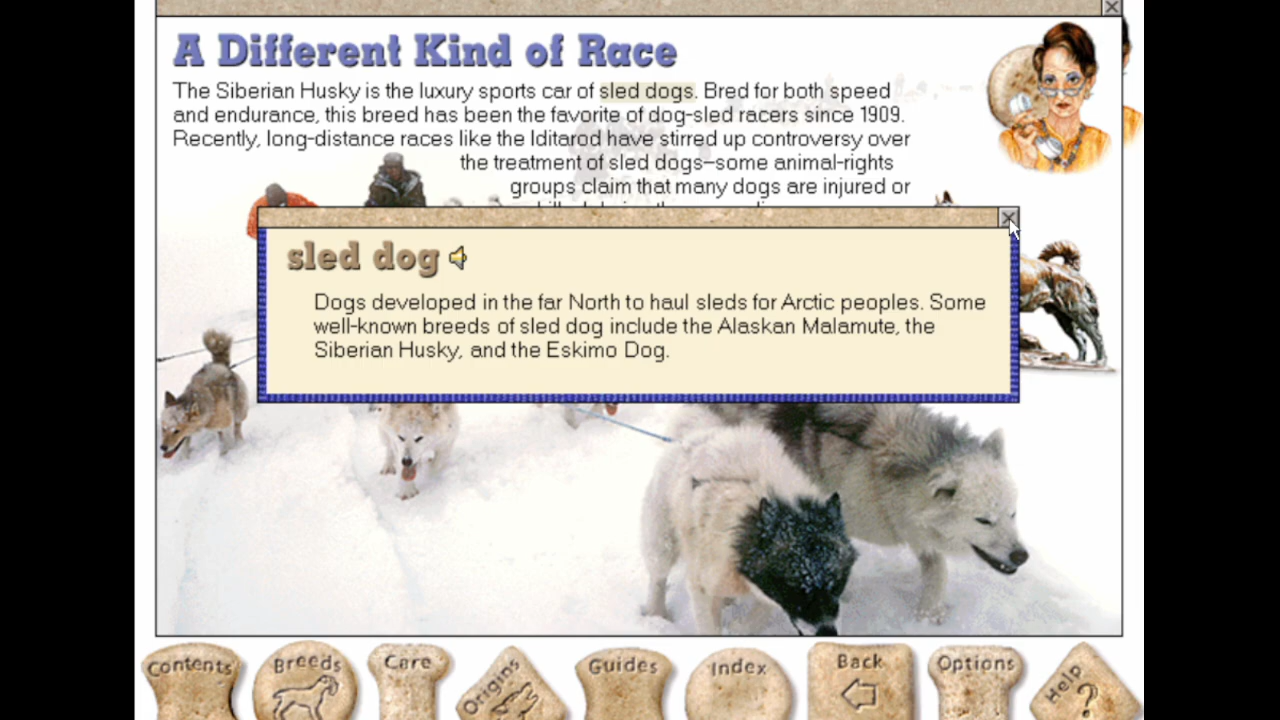 A Different Kind of Race
The Siberian Husky is the luxury sports car of sled dogs. Bred for both speed
and endurance, this breed has been the favorite of dog-sled racers since 1909.
Recently, long-distance races like the Iditarod have stirred up controversy over
the treatment of sled dogs–some animal-rights
groups claim that many dogs are injured or
sled dog
Dogs developed in the far North to haul sleds for Arctic peoples. Some
well-known breeds of sled dog include the Alaskan Malamute, the
Siberian Husky, and the Eskimo Dog.
Contents Breeds Care Origins Guides Index Back Options Help ?